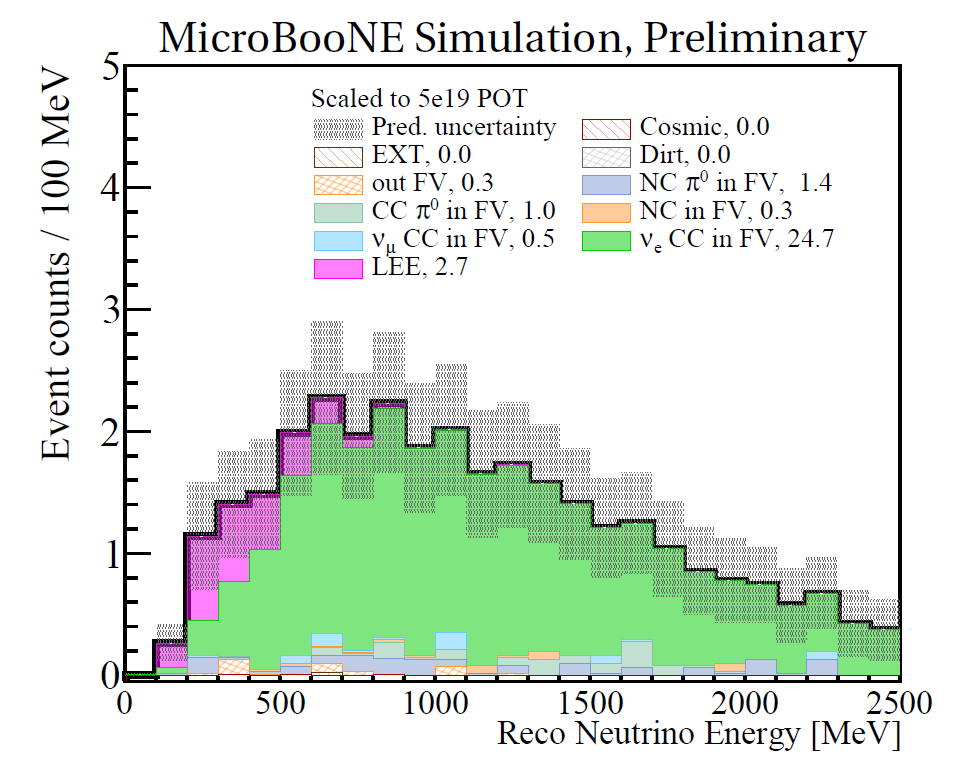 MicroBooNE Simulation, Preliminary
Event counts / 100 MeV
5
4
3
2
1
0
Scaled to 5e19 POT
Pred. uncertainty
Cosmic, 0.0
EXT, 0.0
Dirt, 0.0
out FV, 0.3
NC π⁰ in FV, 1.4
CC π⁰ in FV, 1.0
NC in FV, 0.3
νμ CC in FV, 0.5
νe CC in FV, 24.7
LEE, 2.7
0 500 1000 1500 2000 2500
Reco Neutrino Energy [MeV]